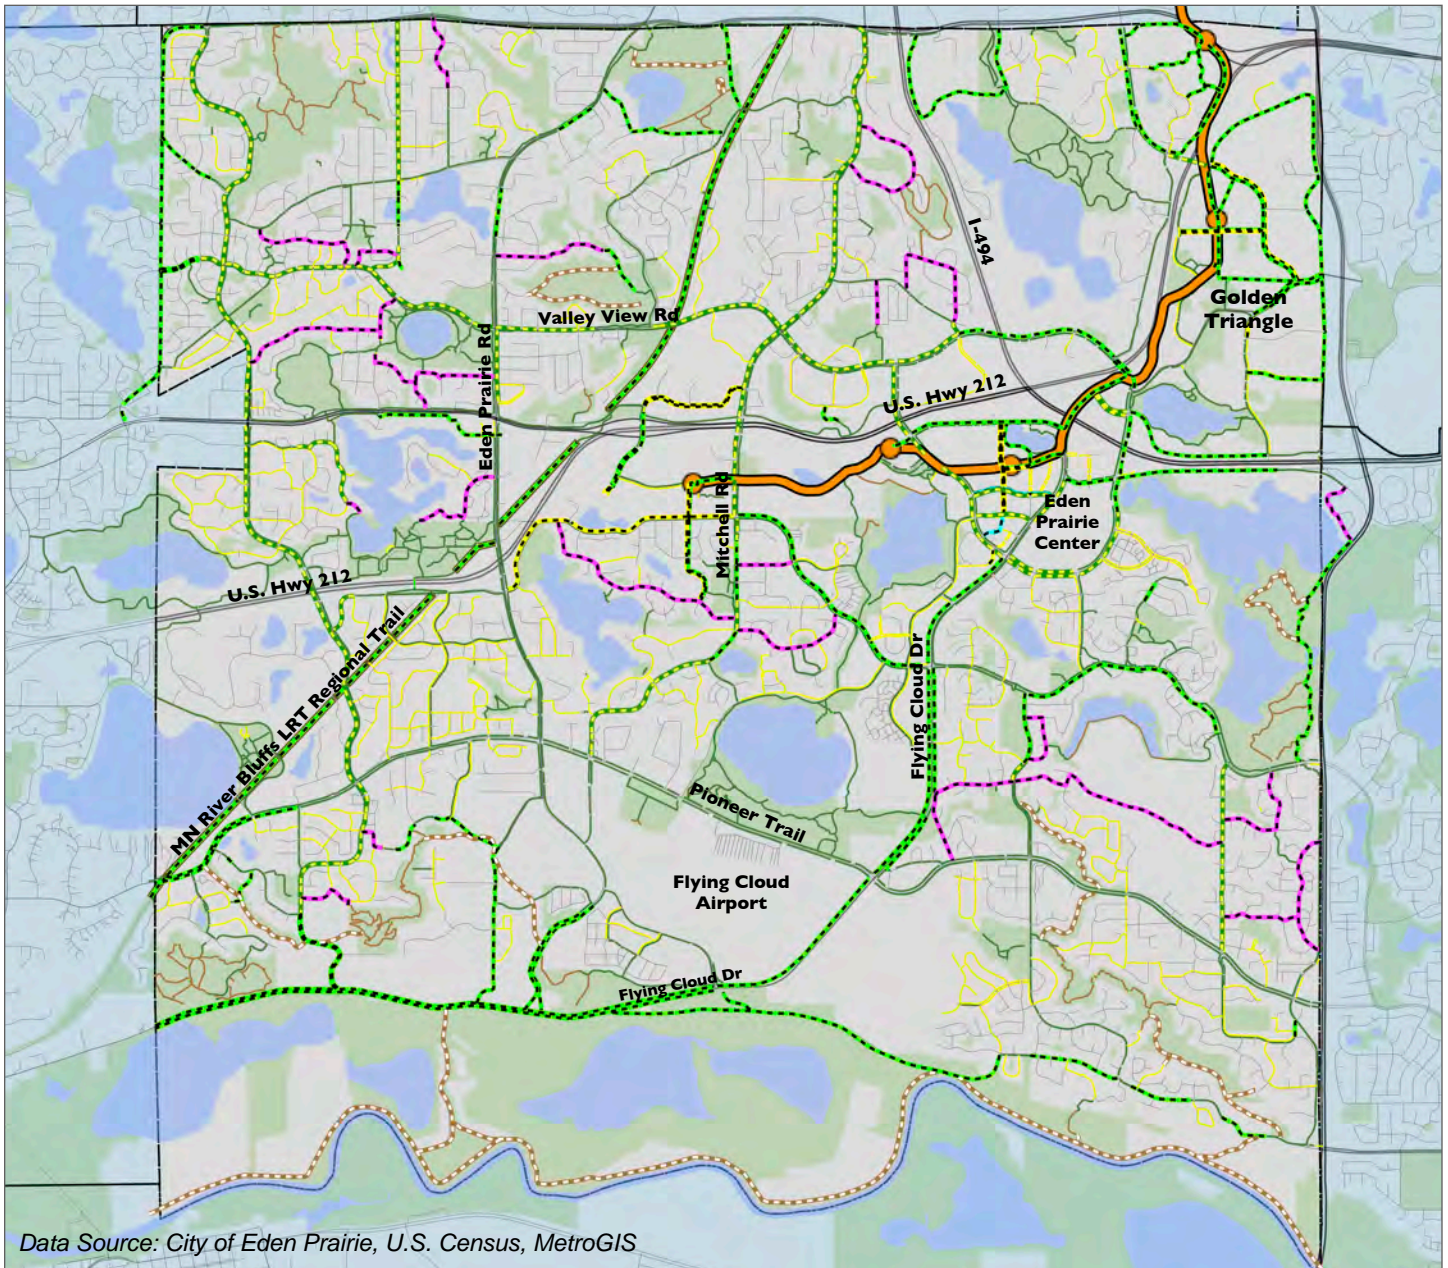 I-494
Golden
Triangle
Valley View Rd
Eden Prairie Rd
U.S. Hwy 212
Mitchell Rd
Eden
Prairie
Center
U.S. Hwy 212
MN River Bluffs LRT Regional Trail
Flying Cloud Dr
Pioneer Trail
Flying Cloud
Airport
Flying Cloud Dr
Data Source: City of Eden Prairie, U.S. Census, MetroGIS